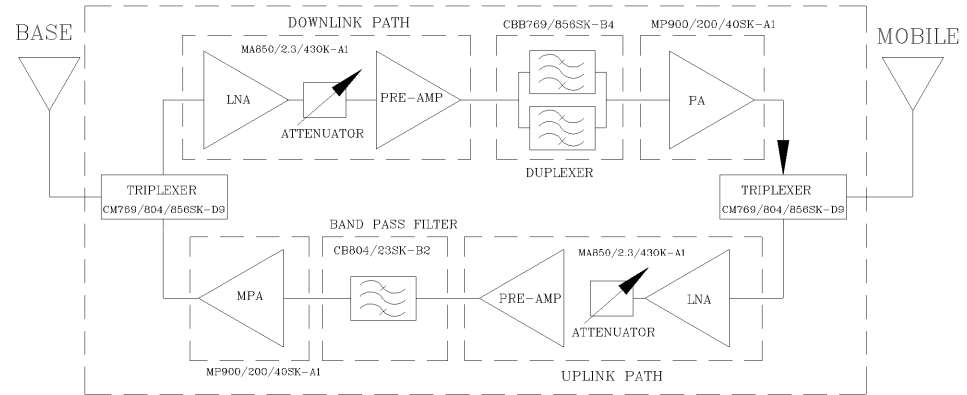 DOWNLINK PATH
CBB769/856SK-B4
MP900/200/40SK-A1
BASE
MOBILE
MA850/2.3/430K-A1
LNA
PRE-AMP
PA
ATTENUATOR
DUPLEXER
TRIPLEXER
CM769/804/856SK-D9
TRIPLEXER
CM769/804/856SK-D9
BAND PASS FILTER
CB804/23SK-B2
MA850/2.3/430K-A1
MPA
PRE-AMP
LNA
ATTENUATOR
MP900/200/40SK-A1
UPLINK PATH